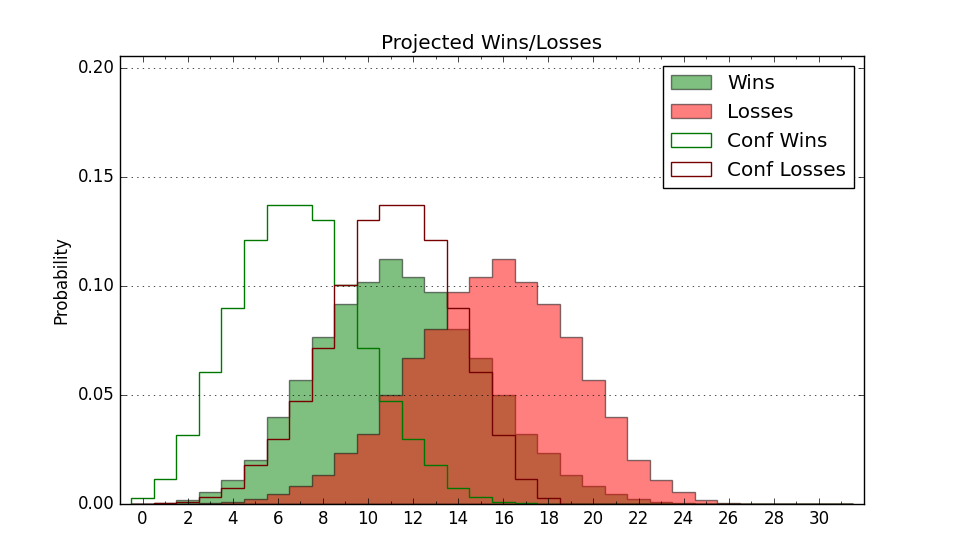 Projected Wins/Losses
0.20
0.15
0.10
0.05
0.00
Probability
Wins
Losses
Conf Wins
Conf Losses
0 2 4 6 8 10 12 14 16 18 20 22 24 26 28 30